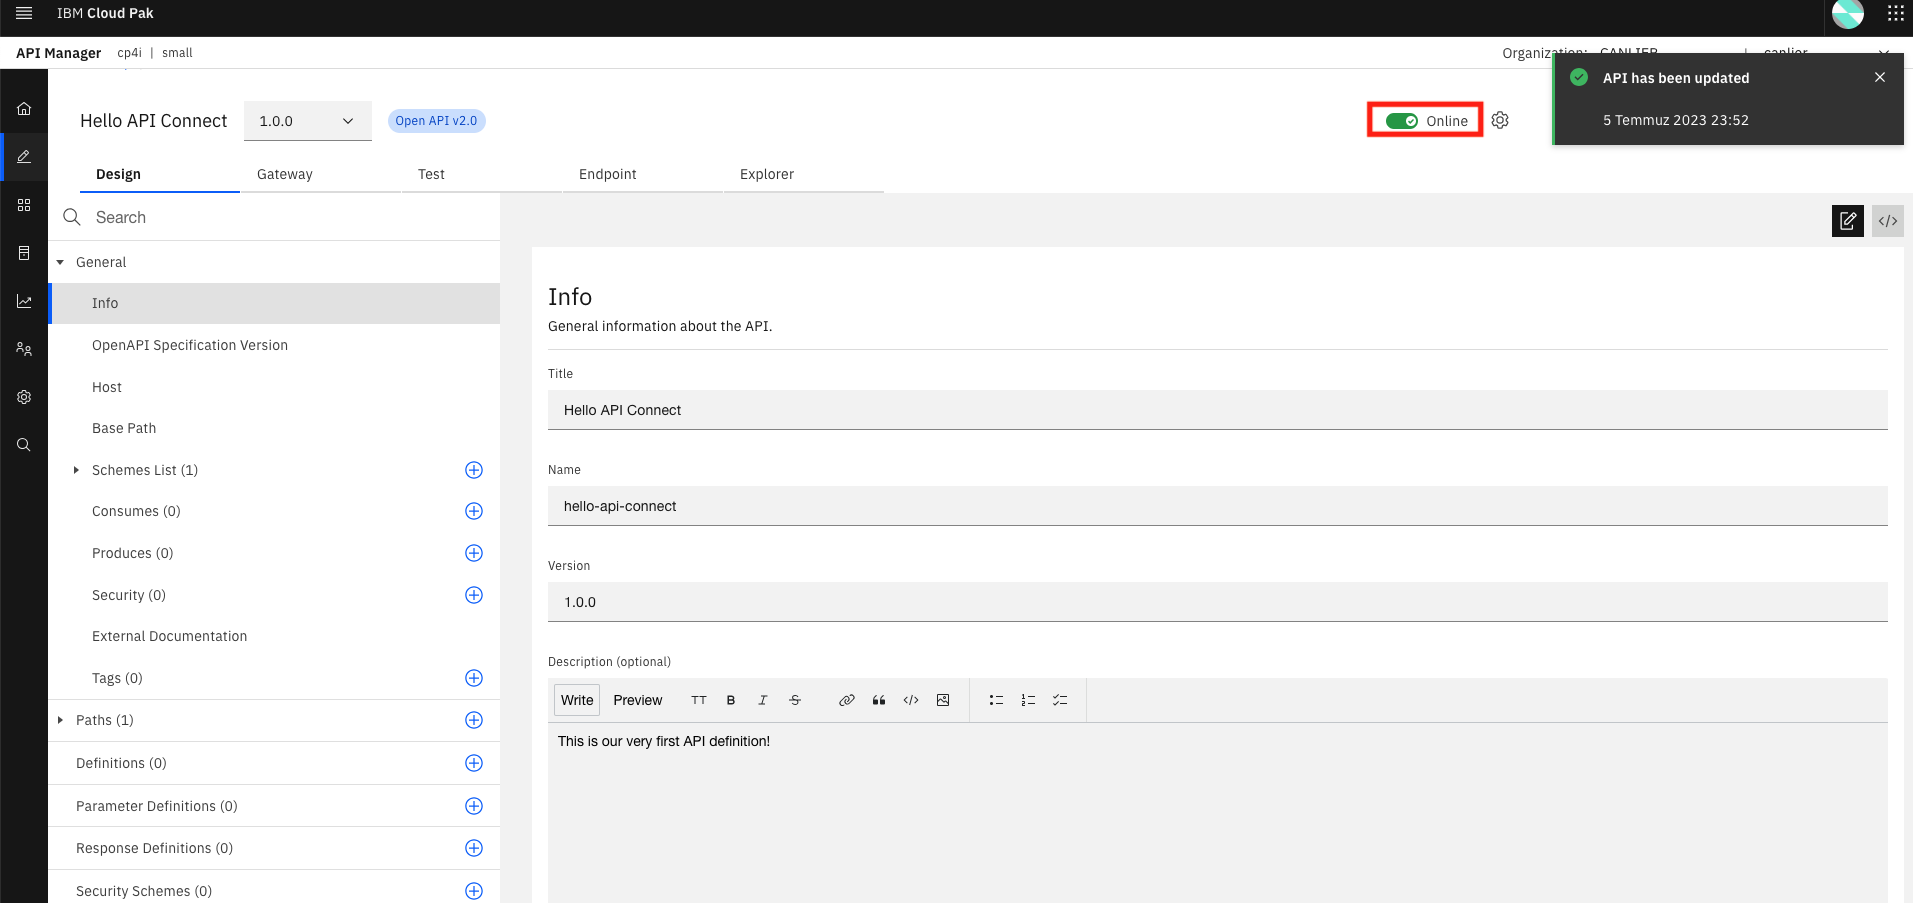 IBM Cloud Pak
API Manager cp4i | small
Organization: CANLIER | canlier
API has been updated
5 Temmuz 2023 23:52
Hello API Connect 1.0.0 Open API v2.0 Online
Design Gateway Test Endpoint Explorer
Search
General
Info
OpenAPI Specification Version
Host
Base Path
Schemes List (1)
Consumes (0)
Produces (0)
Security (0)
External Documentation
Tags (0)
Paths (1)
Definitions (0)
Parameter Definitions (0)
Response Definitions (0)
Security Schemes (0)
Info
General information about the API.
Title
Hello API Connect
Name
hello-api-connect
Version
1.0.0
Description (optional)
Write Preview TT B I S
This is our very first API definition!